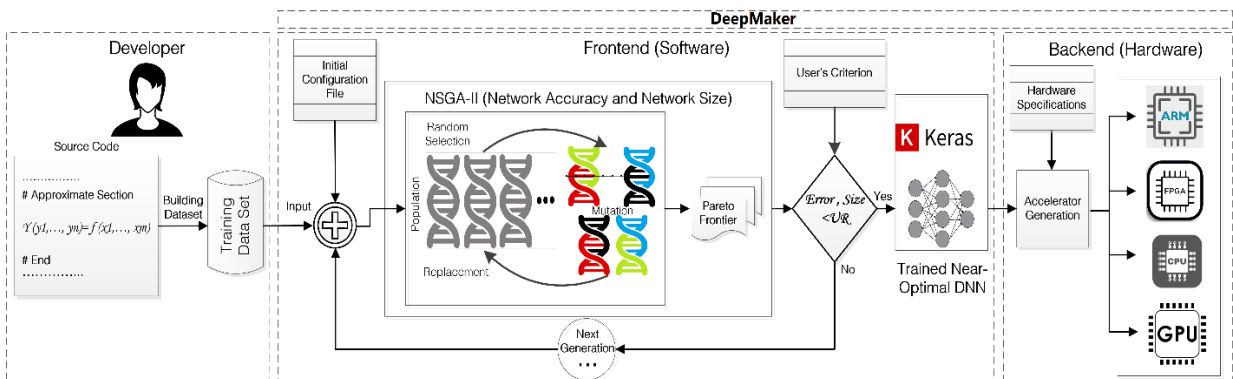 DeepMaker
Developer
Source Code
................
# Approximate Section
Y(y1,..., yn)= f (x1,..., xm)
# End
...............
Building
Dataset
Training
Data Set
Input
Frontend (Software)
Initial
Configuration
File
NSGA-II (Network Accuracy and Network Size)
Random
Selection
Population
...
Mutation
Replacement
Pareto
Frontier
User's Criterion
Error , Size
<UR
Yes
No
Next
Generation
...
K Keras
Trained Near-
Optimal DNN
Backend (Hardware)
Hardware
Specifications
Accelerator
Generation
ARM
FPGA
CPU
GPU